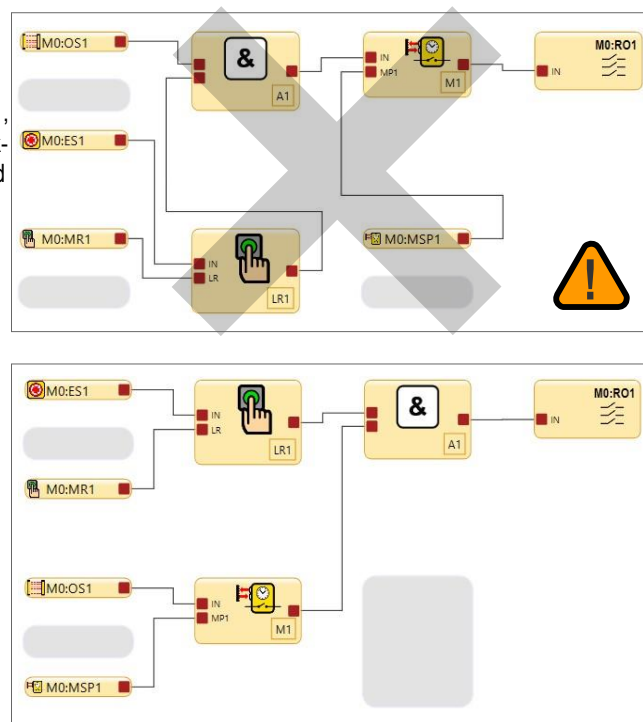 M0:OS1
&
A1
IN
MP1
M1
M0:RO1
IN
,
M0:ES1
k-
d
M0:MR1
IN
LR
LR1
M0:MSP1
!
M0:ES1
IN
LR
LR1
M0:MR1
&
A1
M0:RO1
IN
M0:OS1
IN
MP1
M1
M0:MSP1